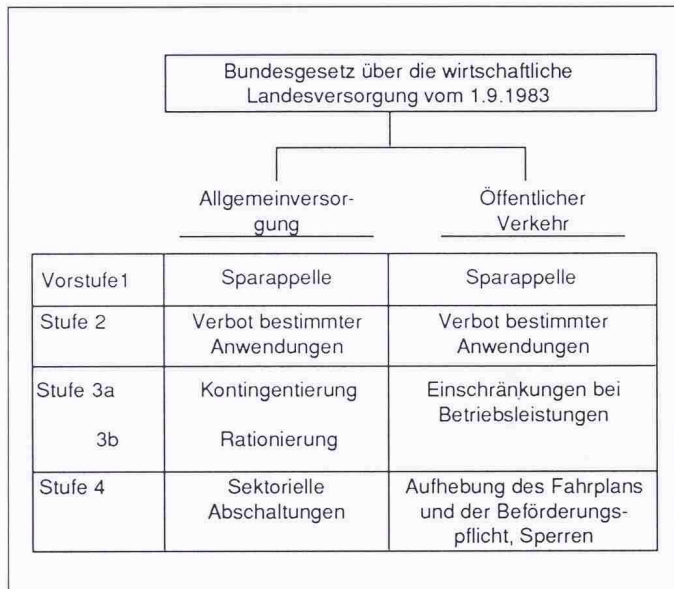 Bundesgesetz über die wirtschaftliche
Landesversorgung vom 1.9.1983
Allgemeinversor-
gung
Öffentlicher
Verkehr
Vorstufe1
Sparappelle
Sparappelle
Stufe 2
Verbot bestimmter
Anwendungen
Verbot bestimmter
Anwendungen
Stufe 3a
Kontingentierung
Einschränkungen bei
Betriebsleistungen
3b
Rationierung
Stufe 4
Sektorielle
Abschaltungen
Aufhebung des Fahrplans
und der Beförderungs-
pflicht, Sperren